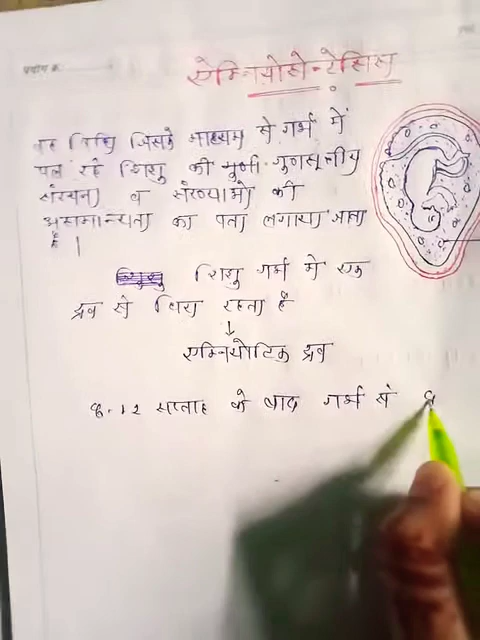 प्रयोग क्र.
एम्नियोसेन्टेसिस
वह विधि जिसके माध्यम से गर्भ में
पल रहे शिशु की भ्रूण गुणसूत्रीय
संरचना व संख्याओं की
असामान्यता का पता लगाया जाता
है |
शिशु गर्भ में एक
द्रव से घिरा रहता है
↓
एम्नियोटिक द्रव
8-12 सप्ताह के बाद गर्भ से